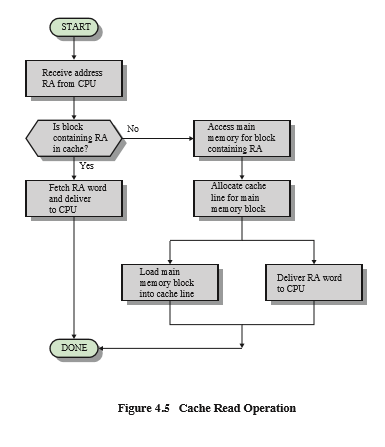 START
Receive address
RA from CPU
Is block
containing RA
in cache?
No
Yes
Access main
memory for block
containing RA
Fetch RA word
and deliver
to CPU
Allocate cache
line for main
memory block
Load main
memory block
into cache line
Deliver RA word
to CPU
DONE
Figure 4.5 Cache Read Operation